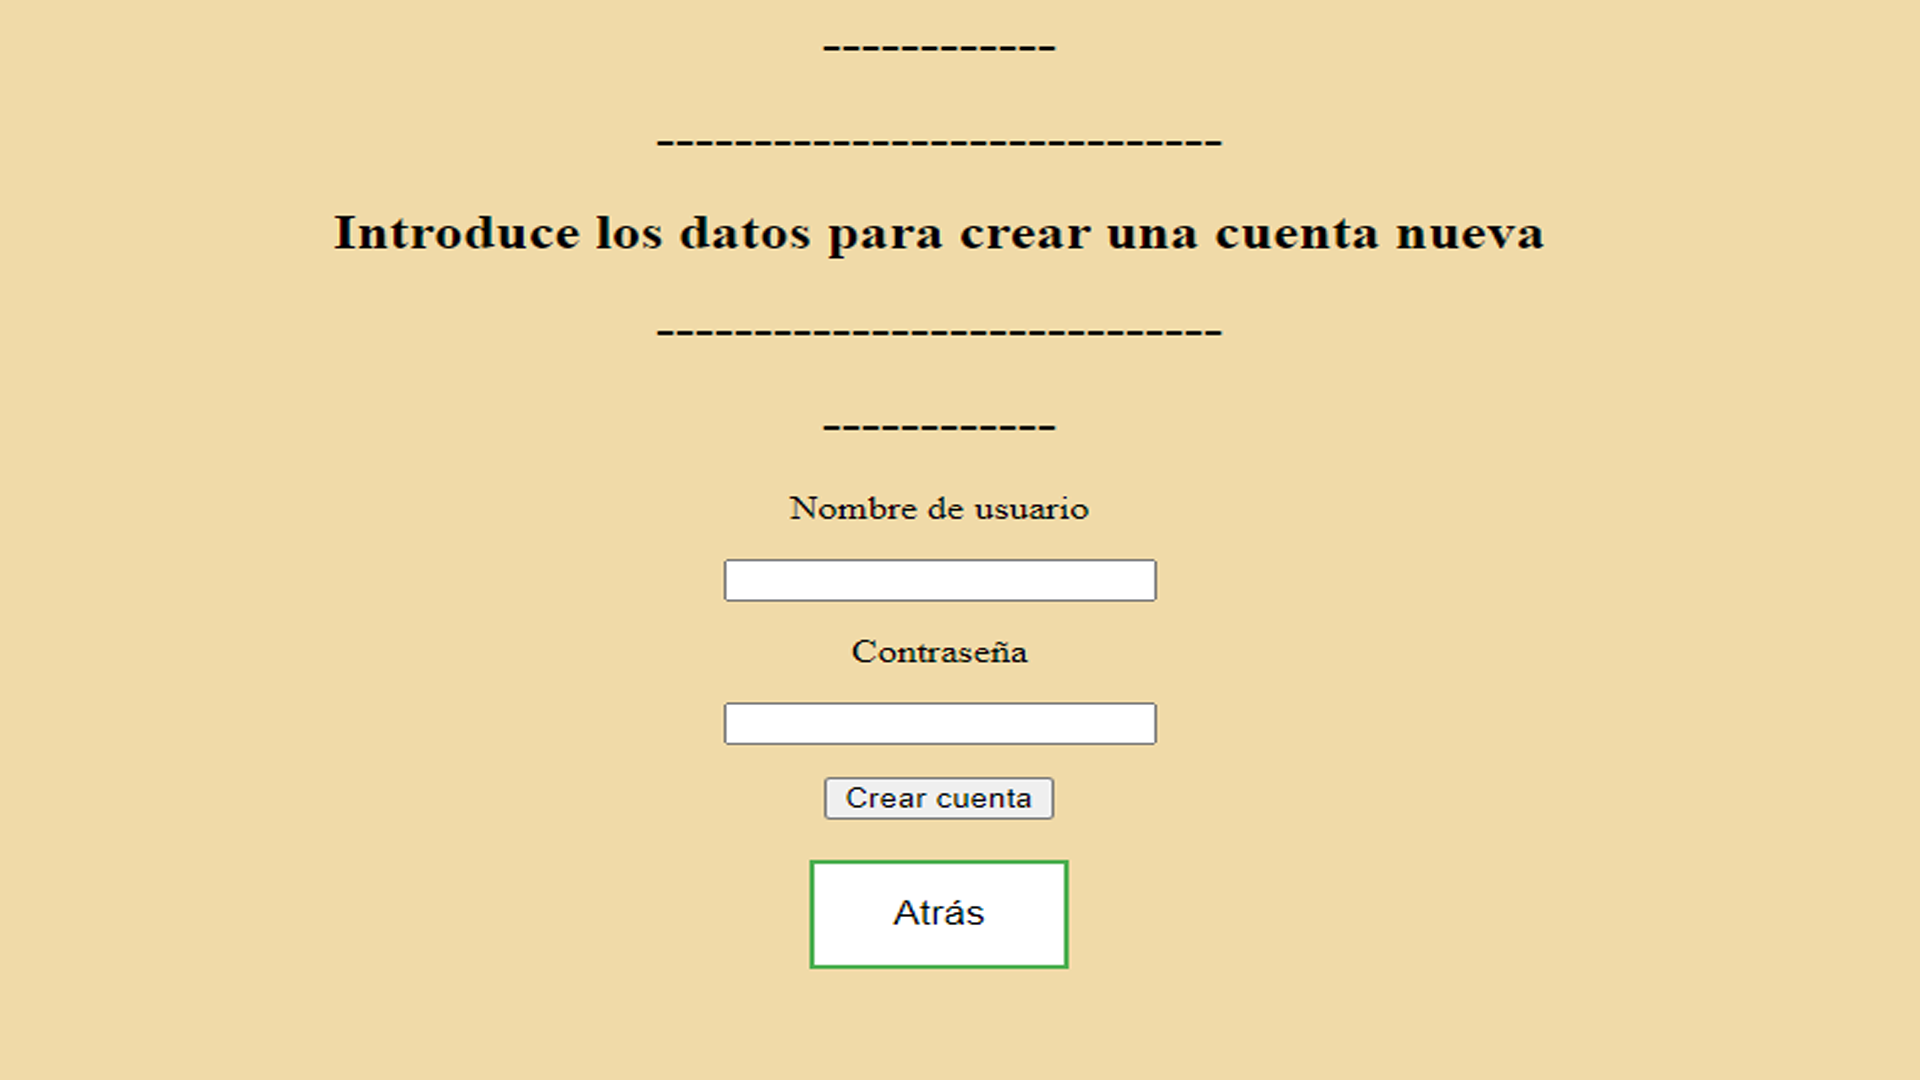 ------------
-----------------------------
Introduce los datos para crear una cuenta nueva
-----------------------------
------------
Nombre de usuario
Contraseña
Crear cuenta
Atrás